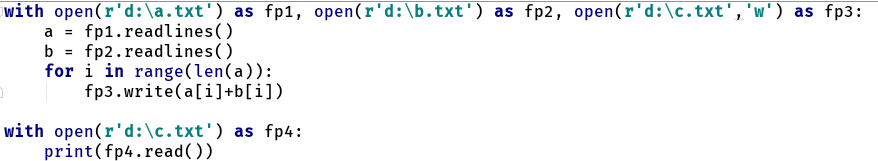 with open(r'd:\a.txt') as fp1, open(r'd:\b.txt') as fp2, open(r'd:\c.txt','w') as fp3:
    a = fp1.readlines()
    b = fp2.readlines()
    for i in range(len(a)):
        fp3.write(a[i]+b[i])

with open(r'd:\c.txt') as fp4:
    print(fp4.read())